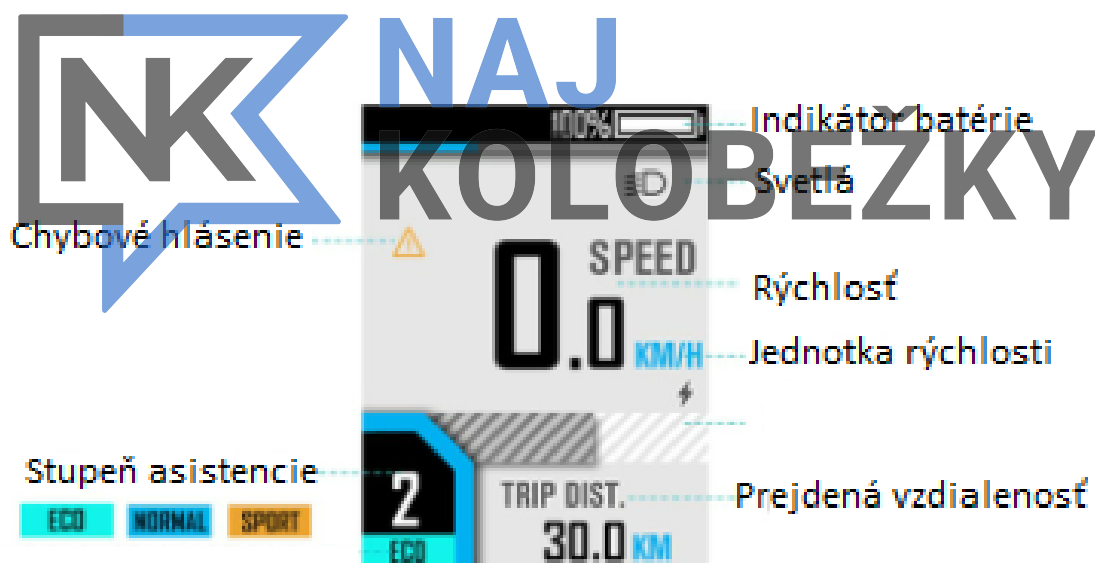 NK NAJ
KOLOBEŽKY
100% Indikátor batérie
Svetlá
Chybové hlásenie
SPEED
0.0 KM/H
Rýchlosť
Jednotka rýchlosti
Stupeň asistencie
ECO NORMAL SPORT
2
ECO
TRIP DIST.
30.0 KM
Prejdená vzdialenosť